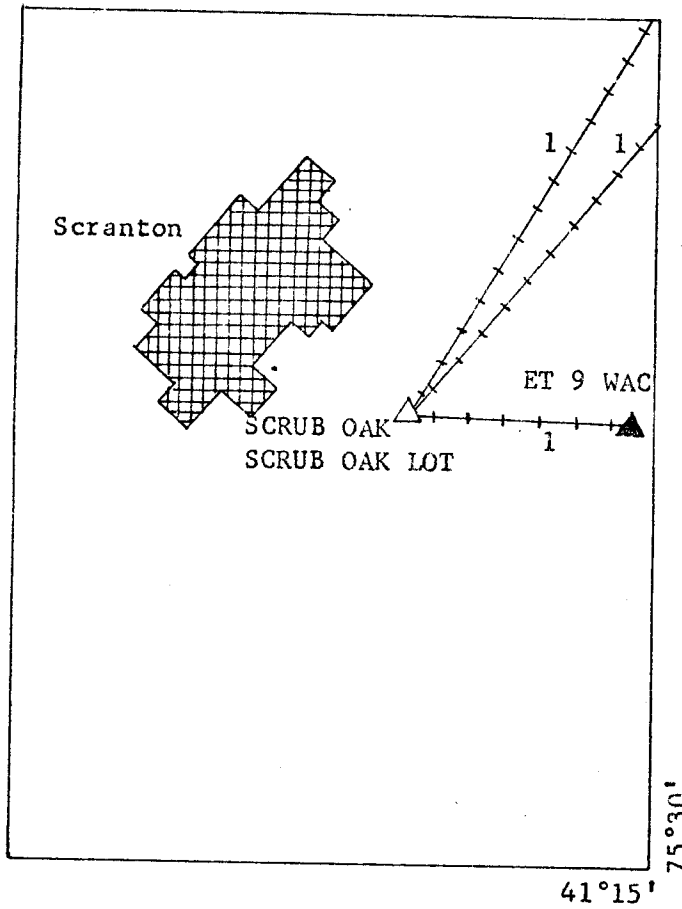 1 1
Scranton
ET 9 WAC
SCRUB OAK
1
SCRUB OAK LOT
75°30'
41°15'